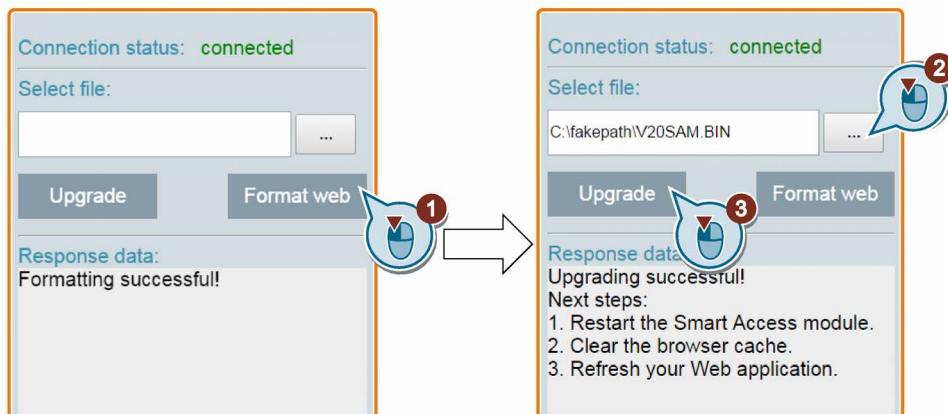 Connection status: connected
Select file:
...
Upgrade
Format web
1
Response data:
Formatting successful!
Connection status: connected
2
Select file:
C:\fakepath\V20SAM.BIN
...
Upgrade
Format web
3
Response data:
Upgrading successful!
Next steps:
1. Restart the Smart Access module.
2. Clear the browser cache.
3. Refresh your Web application.